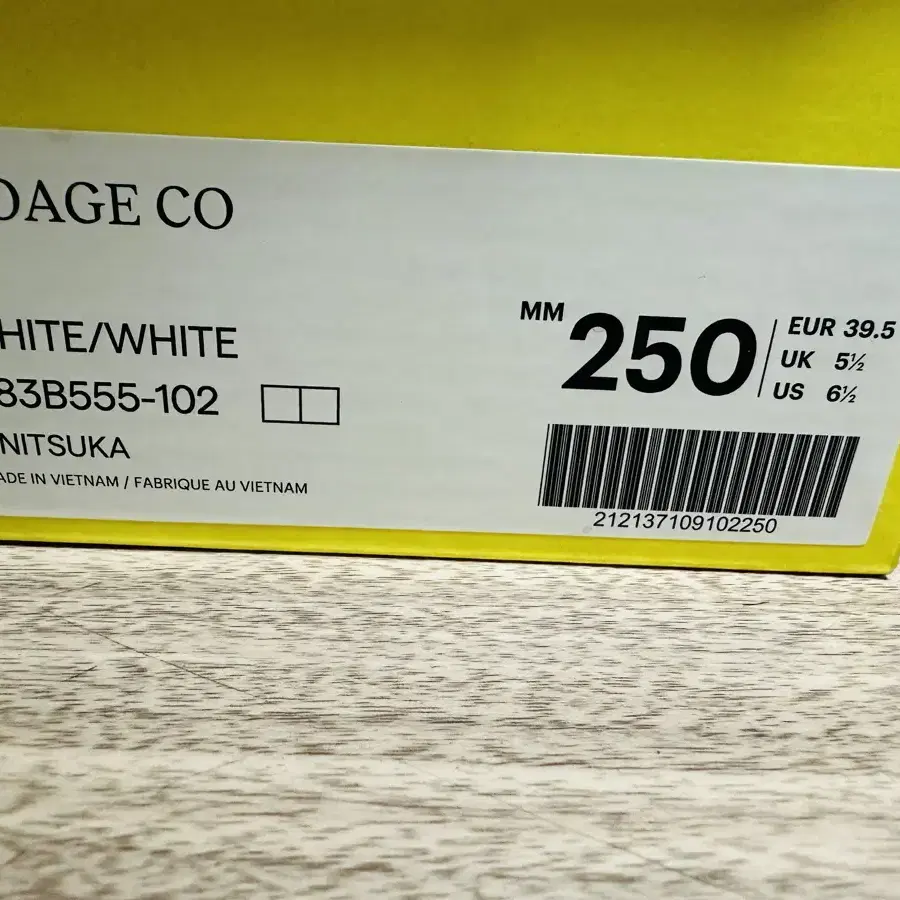 DAGE CO
HITE/WHITE
83B555-102
NITSUKA
ADE IN VIETNAM / FABRIQUE AU VIETNAM
MM 250
EUR 39.5
UK 5½
US 6½
212137109102250